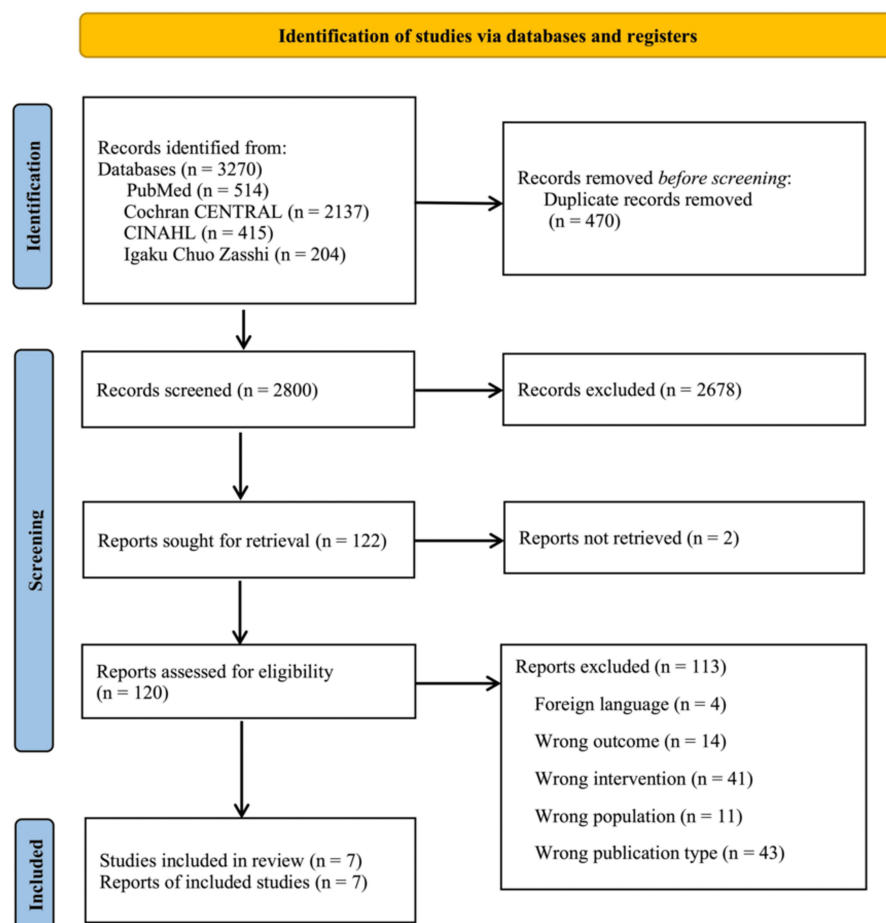 Identification of studies via databases and registers
Identification
Records identified from:
Databases (n = 3270)
PubMed (n = 514)
Cochran CENTRAL (n = 2137)
CINAHL (n = 415)
Igaku Chuo Zasshi (n = 204)
Records removed before screening:
Duplicate records removed
(n = 470)
Screening
Records screened (n = 2800)
Records excluded (n = 2678)
Reports sought for retrieval (n = 122)
Reports not retrieved (n = 2)
Reports assessed for eligibility
(n = 120)
Reports excluded (n = 113)
Foreign language (n = 4)
Wrong outcome (n = 14)
Wrong intervention (n = 41)
Wrong population (n = 11)
Wrong publication type (n = 43)
Included
Studies included in review (n = 7)
Reports of included studies (n = 7)